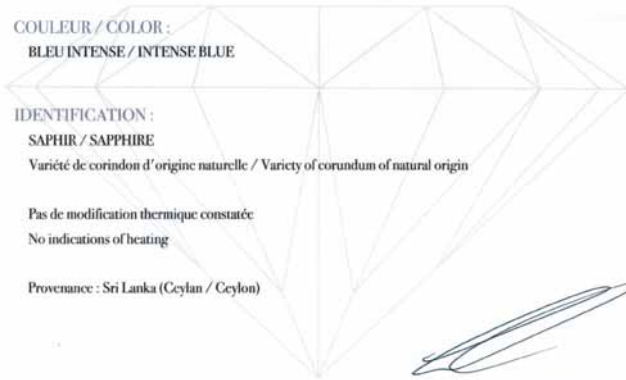 COULEUR / COLOR :
BLEU INTENSE / INTENSE BLUE
IDENTIFICATION :
SAPHIR / SAPPHIRE
Variété de corindon d'origine naturelle / Variety of corundum of natural origin
Pas de modification thermique constatée
No indications of heating
Provenance : Sri Lanka (Ceylan / Ceylon)